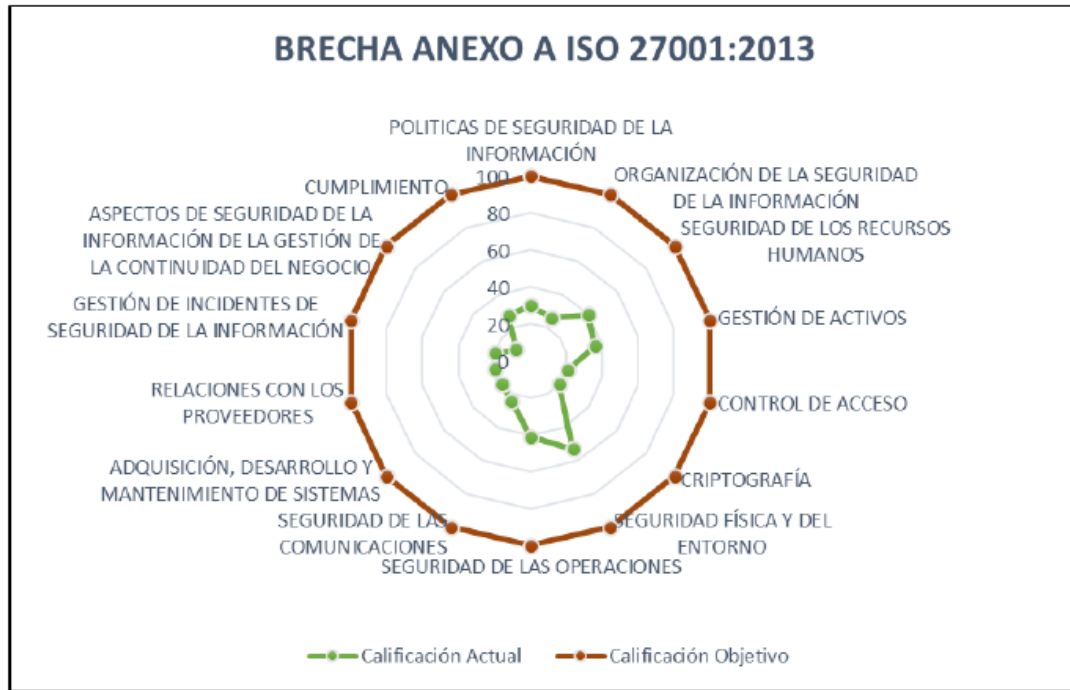 BRECHA ANEXO A ISO 27001:2013
POLITICAS DE SEGURIDAD DE LA
INFORMACIÓN
100
80
60
40
20
0
ORGANIZACIÓN DE LA SEGURIDAD
DE LA INFORMACIÓN
SEGURIDAD DE LOS RECURSOS
HUMANOS
GESTIÓN DE ACTIVOS
CONTROL DE ACCESO
CRIPTOGRAFÍA
SEGURIDAD FÍSICA Y DEL
ENTORNO
SEGURIDAD DE LAS OPERACIONES
SEGURIDAD DE LAS
COMUNICACIONES
ADQUISICIÓN, DESARROLLO Y
MANTENIMIENTO DE SISTEMAS
RELACIONES CON LOS
PROVEEDORES
GESTIÓN DE INCIDENTES DE
SEGURIDAD DE LA INFORMACIÓN
ASPECTOS DE SEGURIDAD DE LA
INFORMACIÓN DE LA GESTIÓN DE
LA CONTINUIDAD DEL NEGOCIO
CUMPLIMIENTO
Calificación Actual
Calificación Objetivo